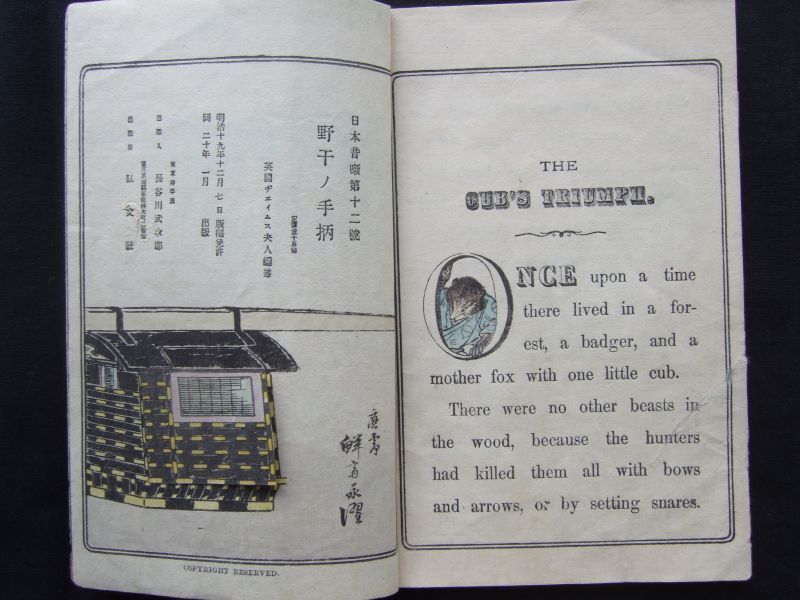 日本昔噺第十二號
野干ノ手柄
英國ヂェイムス夫人編述
明治十九年十二月七日版權免許
同二十年一月出版
長谷川武次郎
弘文社
鮮斎永濯
COPYRIGHT RESERVED.
THE
CUB'S TRIUMPH.
ONCE upon a time
there lived in a for-
est, a badger, and a
mother fox with one little cub.
There were no other beasts in
the wood, because the hunters
had killed them all with bows
and arrows, or by setting snares.